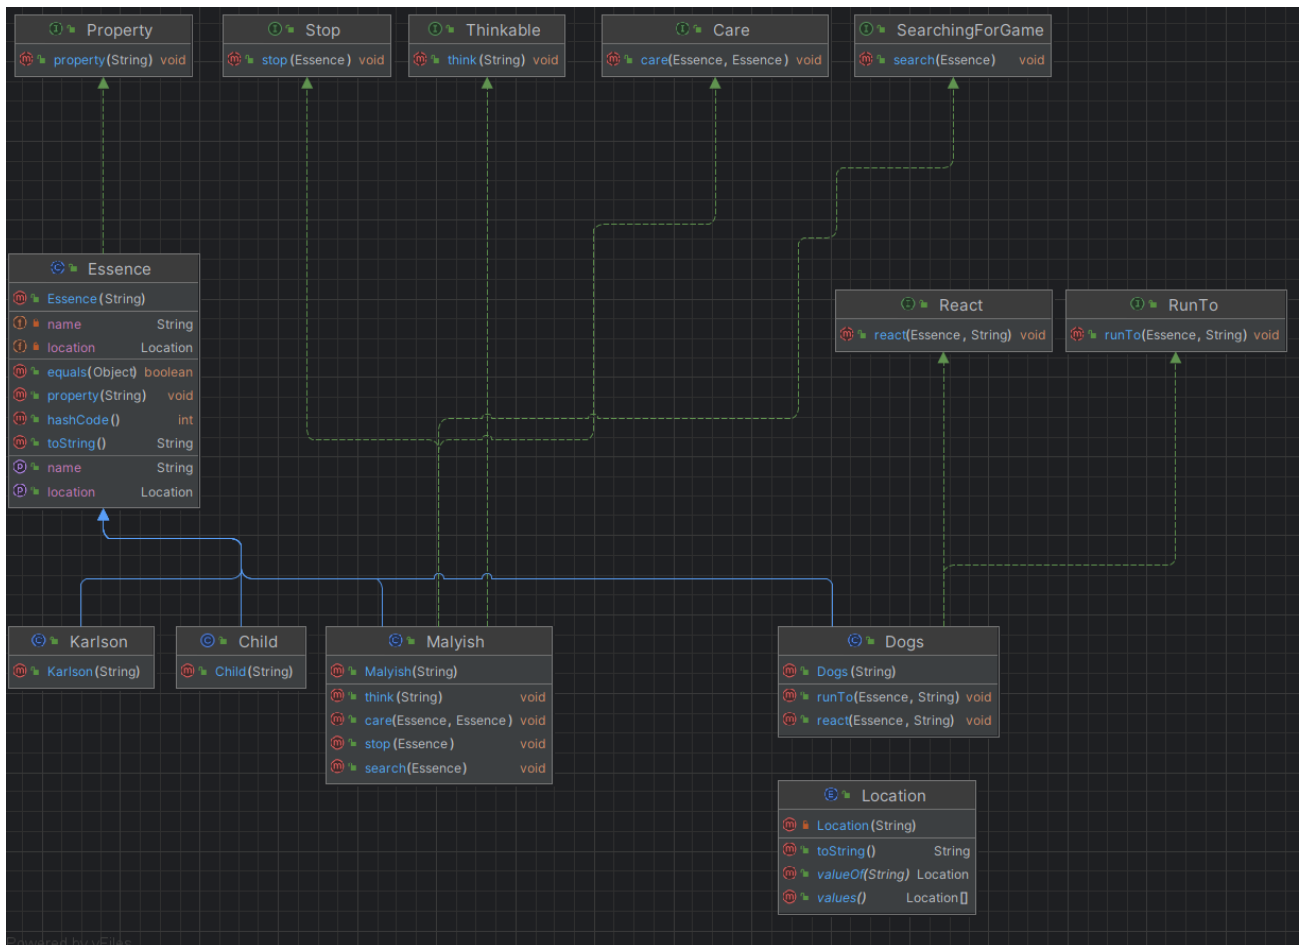 Property
property(String) void
Stop
stop(Essence) void
Thinkable
think(String) void
Care
care(Essence, Essence) void
SearchingForGame
search(Essence) void
Essence
Essence(String)
name String
location Location
equals(Object) boolean
property(String) void
hashCode() int
toString() String
name String
location Location
React
react(Essence, String) void
RunTo
runTo(Essence, String) void
Karlson
Karlson(String)
Child
Child(String)
Malyish
Malyish(String)
think(String) void
care(Essence, Essence) void
stop(Essence) void
search(Essence) void
Dogs
Dogs(String)
runTo(Essence, String) void
react(Essence, String) void
Location
Location(String)
toString() String
valueOf(String) Location
values() Location[]
Powered by yFiles